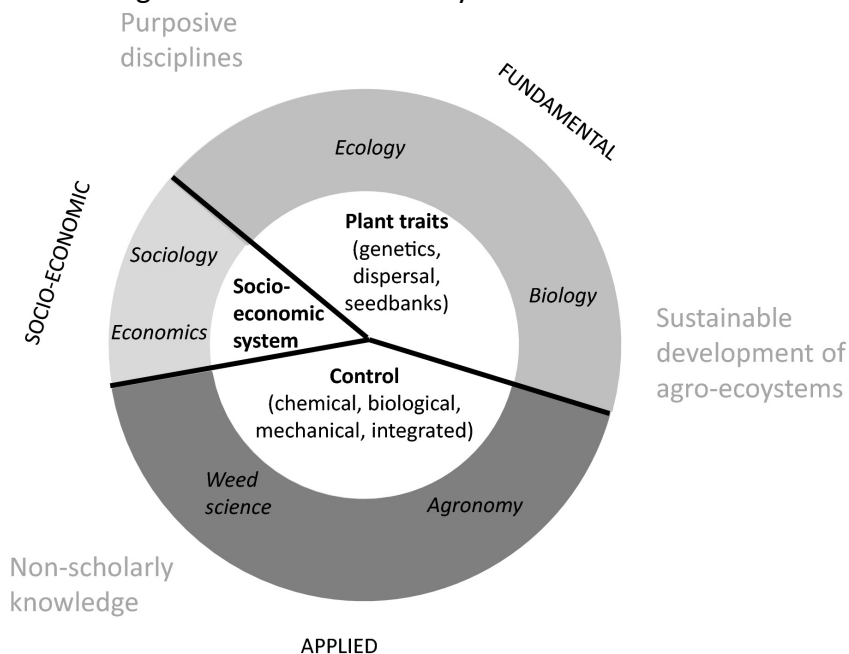 Purposive
disciplines
FUNDAMENTAL
Ecology
SOCIO-ECONOMIC
Plant traits
(genetics,
dispersal,
seedbanks)
Sociology
Socio-
economic
system
Biology
Economics
Sustainable
development of
agro-ecoystems
Control
(chemical, biological,
mechanical, integrated)
Weed
science
Agronomy
Non-scholarly
knowledge
APPLIED